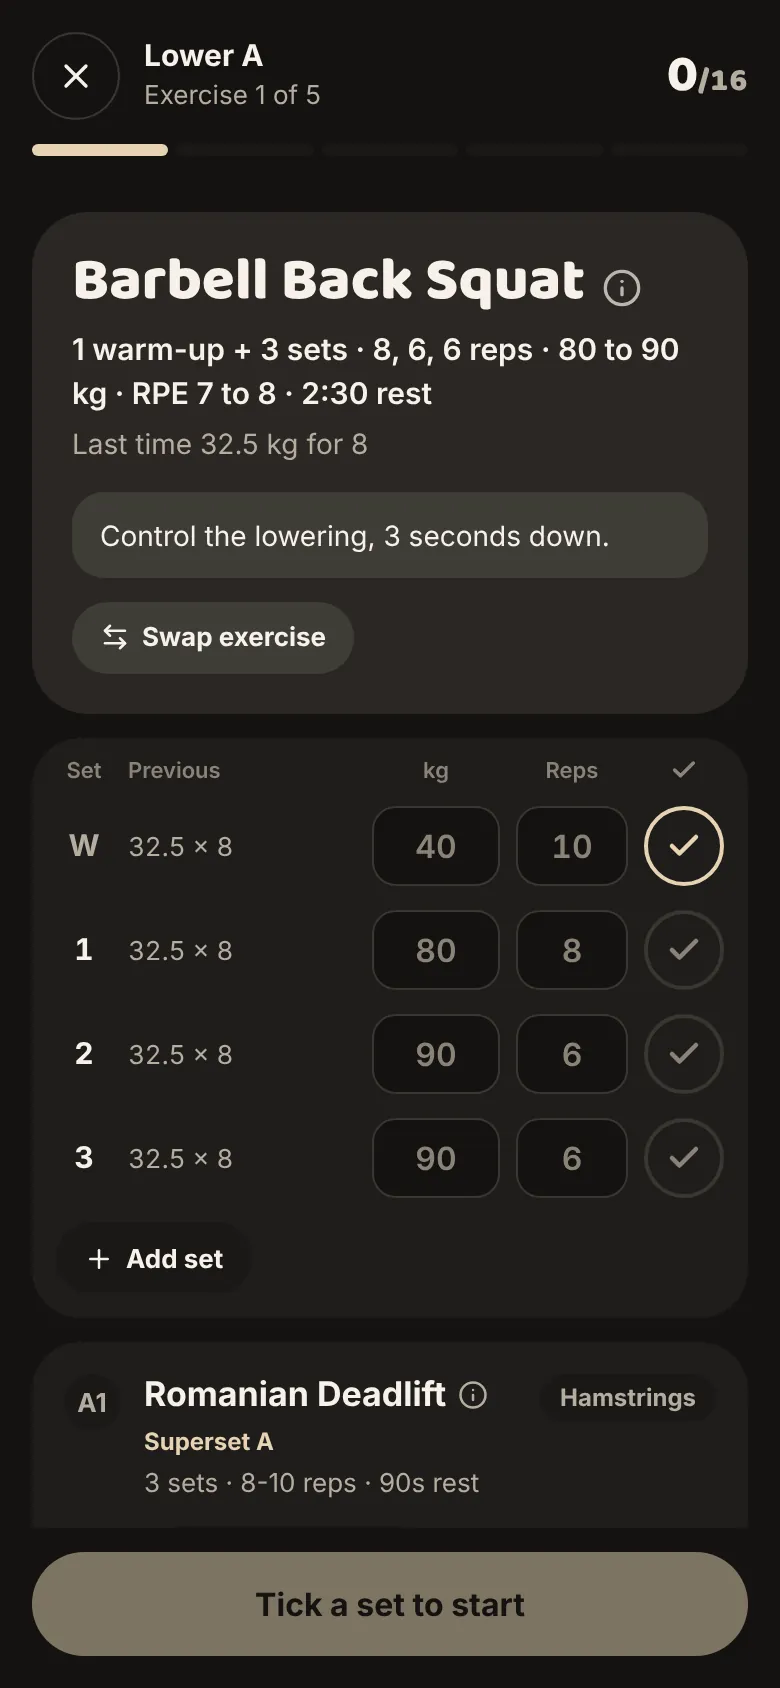 Lower A
Exercise 1 of 5
0/16
Barbell Back Squat
1 warm-up + 3 sets · 8, 6, 6 reps · 80 to 90
kg · RPE 7 to 8 · 2:30 rest
Last time 32.5 kg for 8
Control the lowering, 3 seconds down.
Swap exercise
Set Previous kg Reps
W 32.5 × 8 40 10
1 32.5 × 8 80 8
2 32.5 × 8 90 6
3 32.5 × 8 90 6
Add set
A1 Romanian Deadlift Hamstrings
Superset A
3 sets · 8-10 reps · 90s rest
Tick a set to start